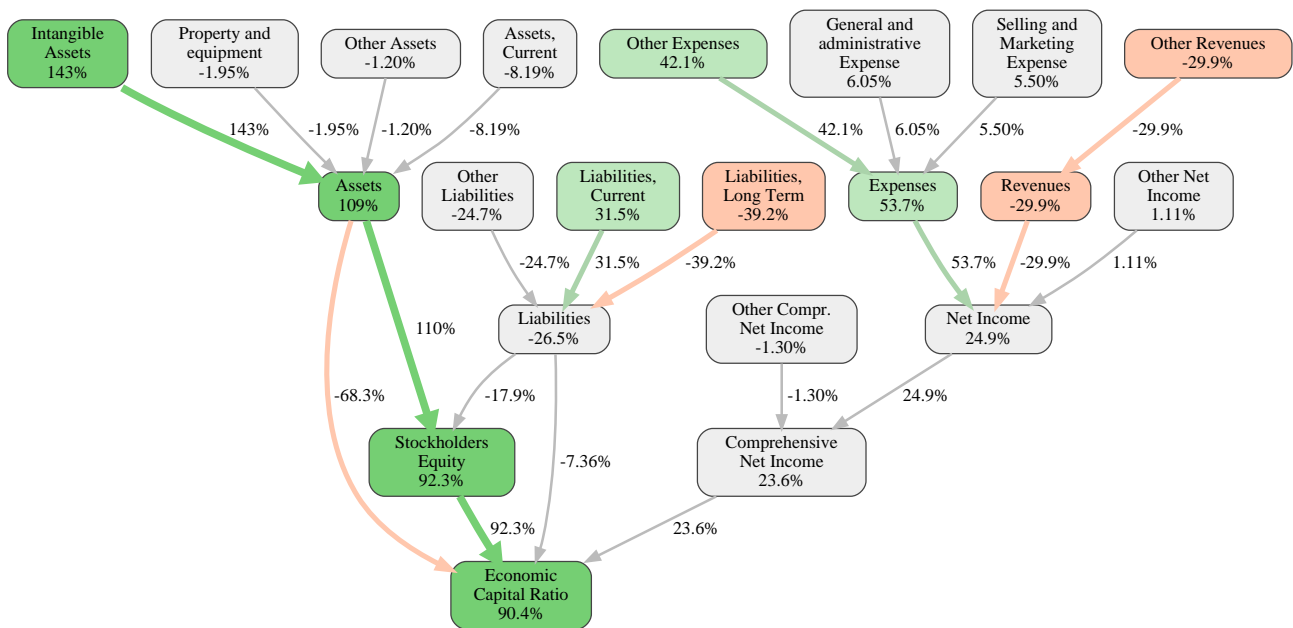 Intangible
Assets
143%
Property and
equipment
-1.95%
Other Assets
-1.20%
Assets,
Current
-8.19%
Other Expenses
42.1%
General and
administrative
Expense
6.05%
Selling and
Marketing
Expense
5.50%
Other Revenues
-29.9%
143%
-1.95%
-1.20%
-8.19%
42.1%
6.05%
5.50%
-29.9%
Assets
109%
Other
Liabilities
-24.7%
Liabilities,
Current
31.5%
Liabilities,
Long Term
-39.2%
Expenses
53.7%
Revenues
-29.9%
Other Net
Income
1.11%
-24.7%
31.5%
-39.2%
53.7%
-29.9%
1.11%
110%
Liabilities
-26.5%
Other Compr.
Net Income
-1.30%
Net Income
24.9%
-68.3%
-17.9%
-1.30%
24.9%
Stockholders
Equity
92.3%
-7.36%
Comprehensive
Net Income
23.6%
92.3%
23.6%
Economic
Capital Ratio
90.4%